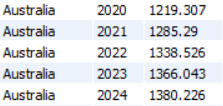 Australia 2020 1219.307
Australia 2021 1285.29
Australia 2022 1338.526
Australia 2023 1366.043
Australia 2024 1380.226